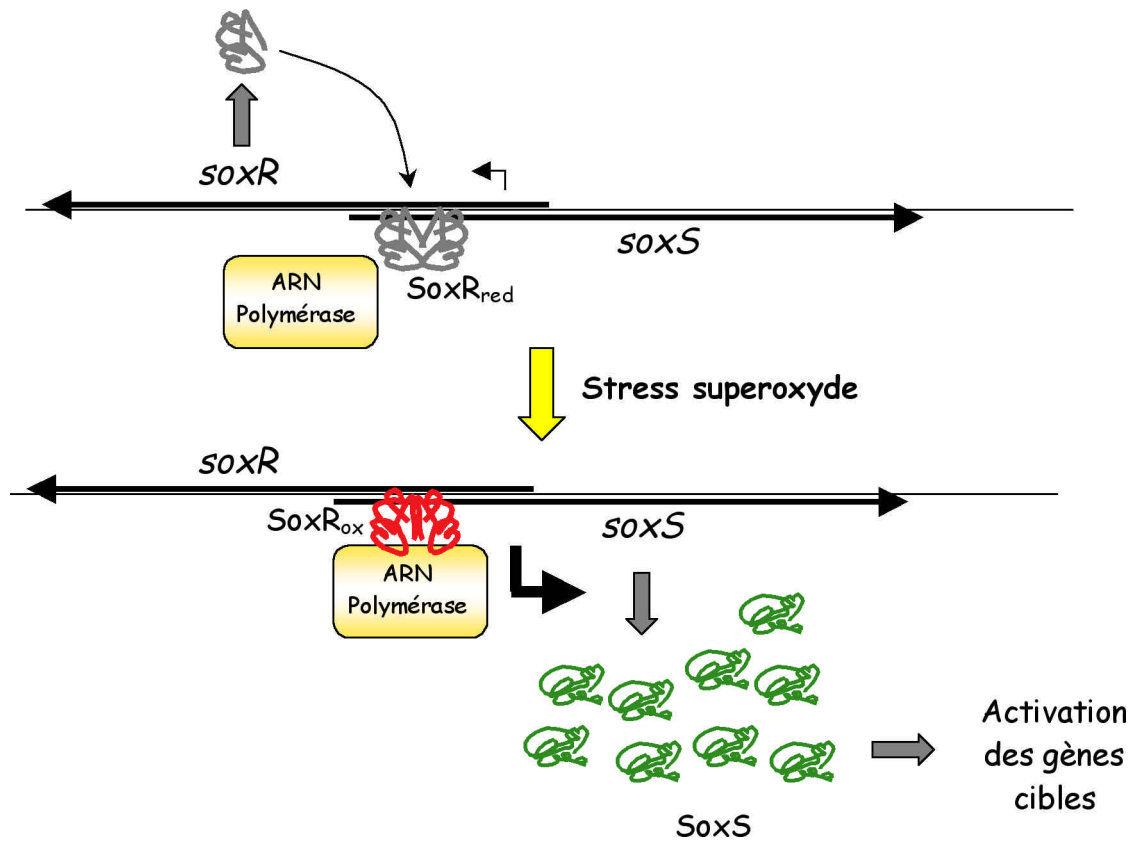 soxR
soxS
ARN
Polymérase
SoxRred
Stress superoxyde
soxR
SoxRox
soxS
ARN
Polymérase
Activation
des gènes
cibles
SoxS